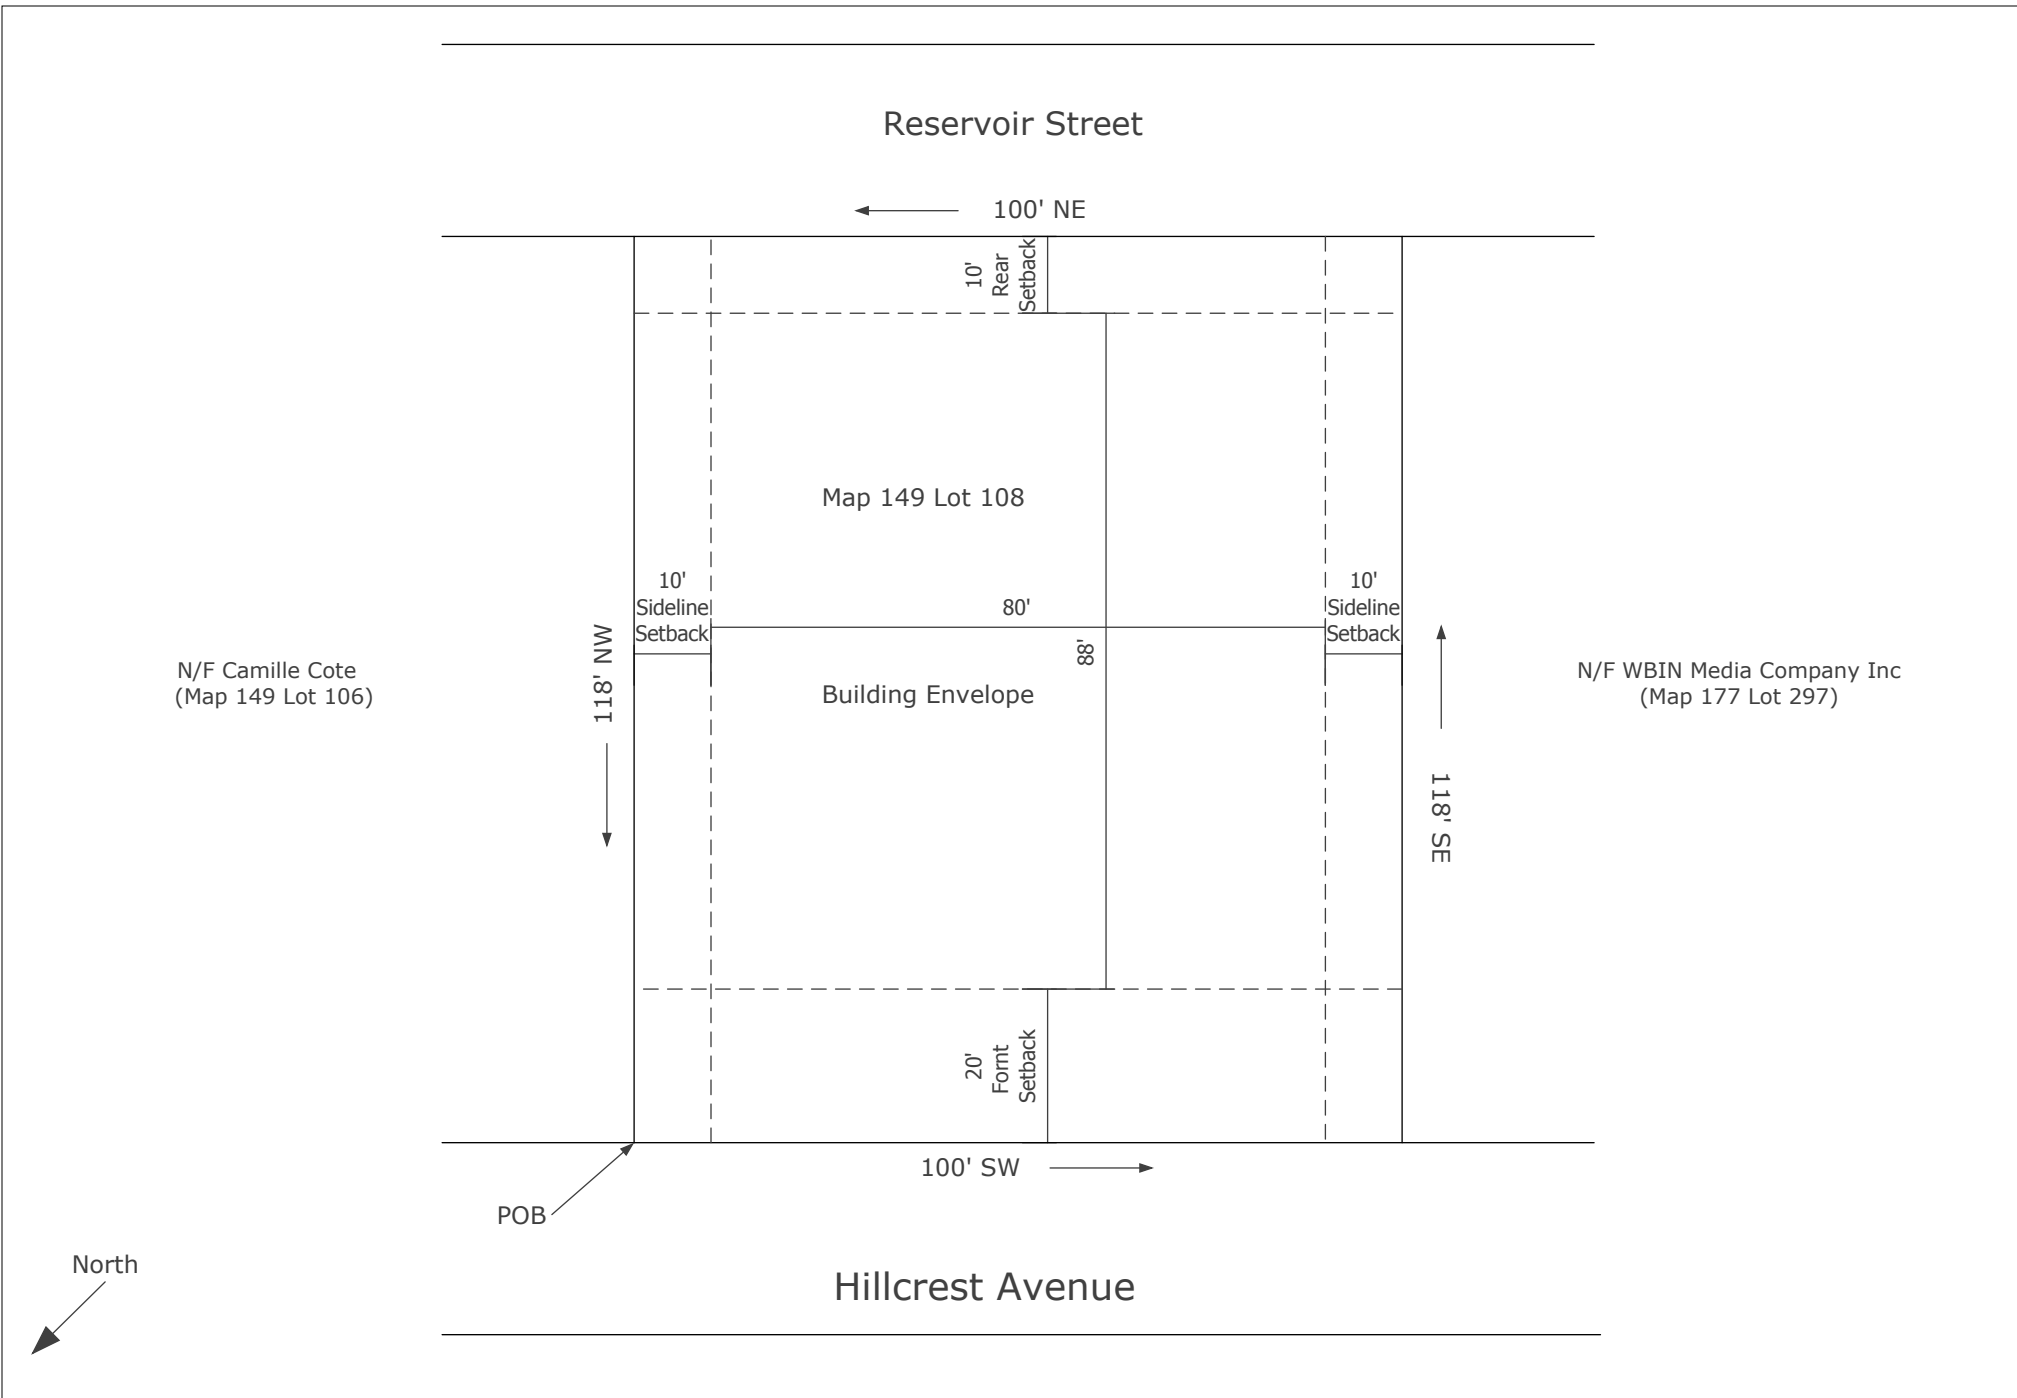 Reservoir Street
100' NE
10'
Rear
Setback
Map 149 Lot 108
10'
Sideline
Setback
80'
10'
Sideline
Setback
88'
118' NW
N/F Camille Cote
(Map 149 Lot 106)
Building Envelope
N/F WBIN Media Company Inc
(Map 177 Lot 297)
118' SE
20'
Fornt
Setback
100' SW
POB
North
Hillcrest Avenue